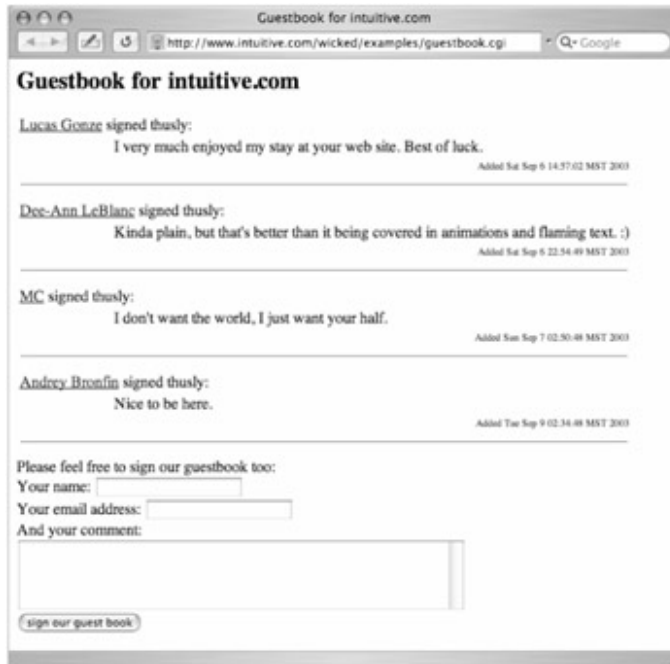 Guestbook for intuitive.com
http://www.intuitive.com/wicked/examples/guestbook.cgi
Google
Guestbook for intuitive.com
Lucas Gonze signed thusly:
I very much enjoyed my stay at your web site. Best of luck.
Added Sat Sep 6 14:57:02 MST 2003
Dee-Ann LeBlanc signed thusly:
Kinda plain, but that's better than it being covered in animations and flaming text. :)
Added Sat Sep 6 22:54:49 MST 2003
MC signed thusly:
I don't want the world, I just want your half.
Added Sun Sep 7 02:50:48 MST 2003
Andrey Bronfin signed thusly:
Nice to be here.
Added Tue Sep 9 02:34:48 MST 2003
Please feel free to sign our guestbook too:
Your name:
Your email address:
And your comment:
sign our guest book